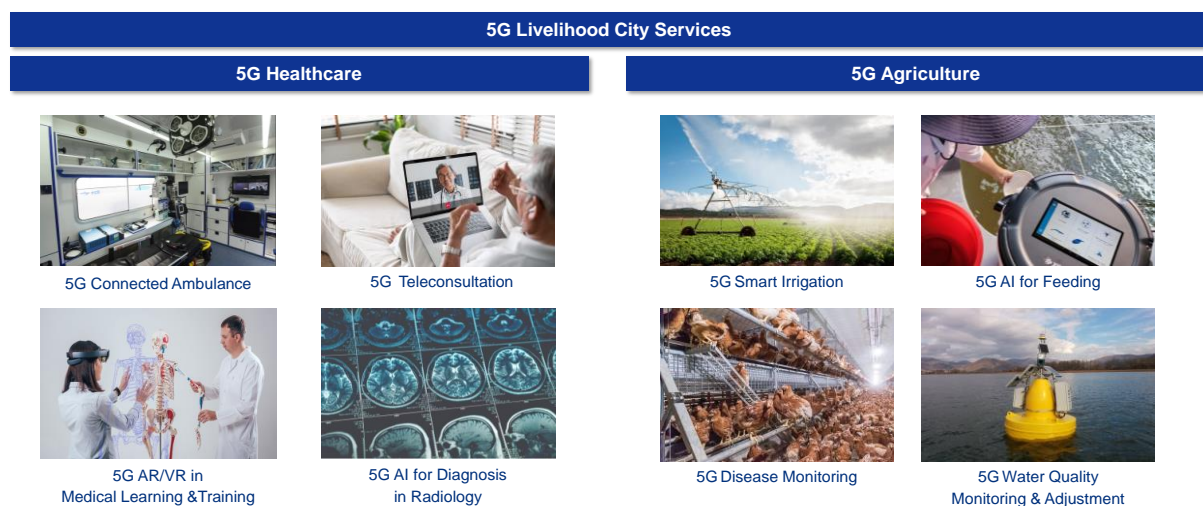 5G Livelihood City Services
5G Healthcare
5G Agriculture
5G Connected Ambulance
5G Teleconsultation
5G Smart Irrigation
5G AI for Feeding
5G AR/VR in
Medical Learning &Training
5G AI for Diagnosis
in Radiology
5G Disease Monitoring
5G Water Quality
Monitoring & Adjustment